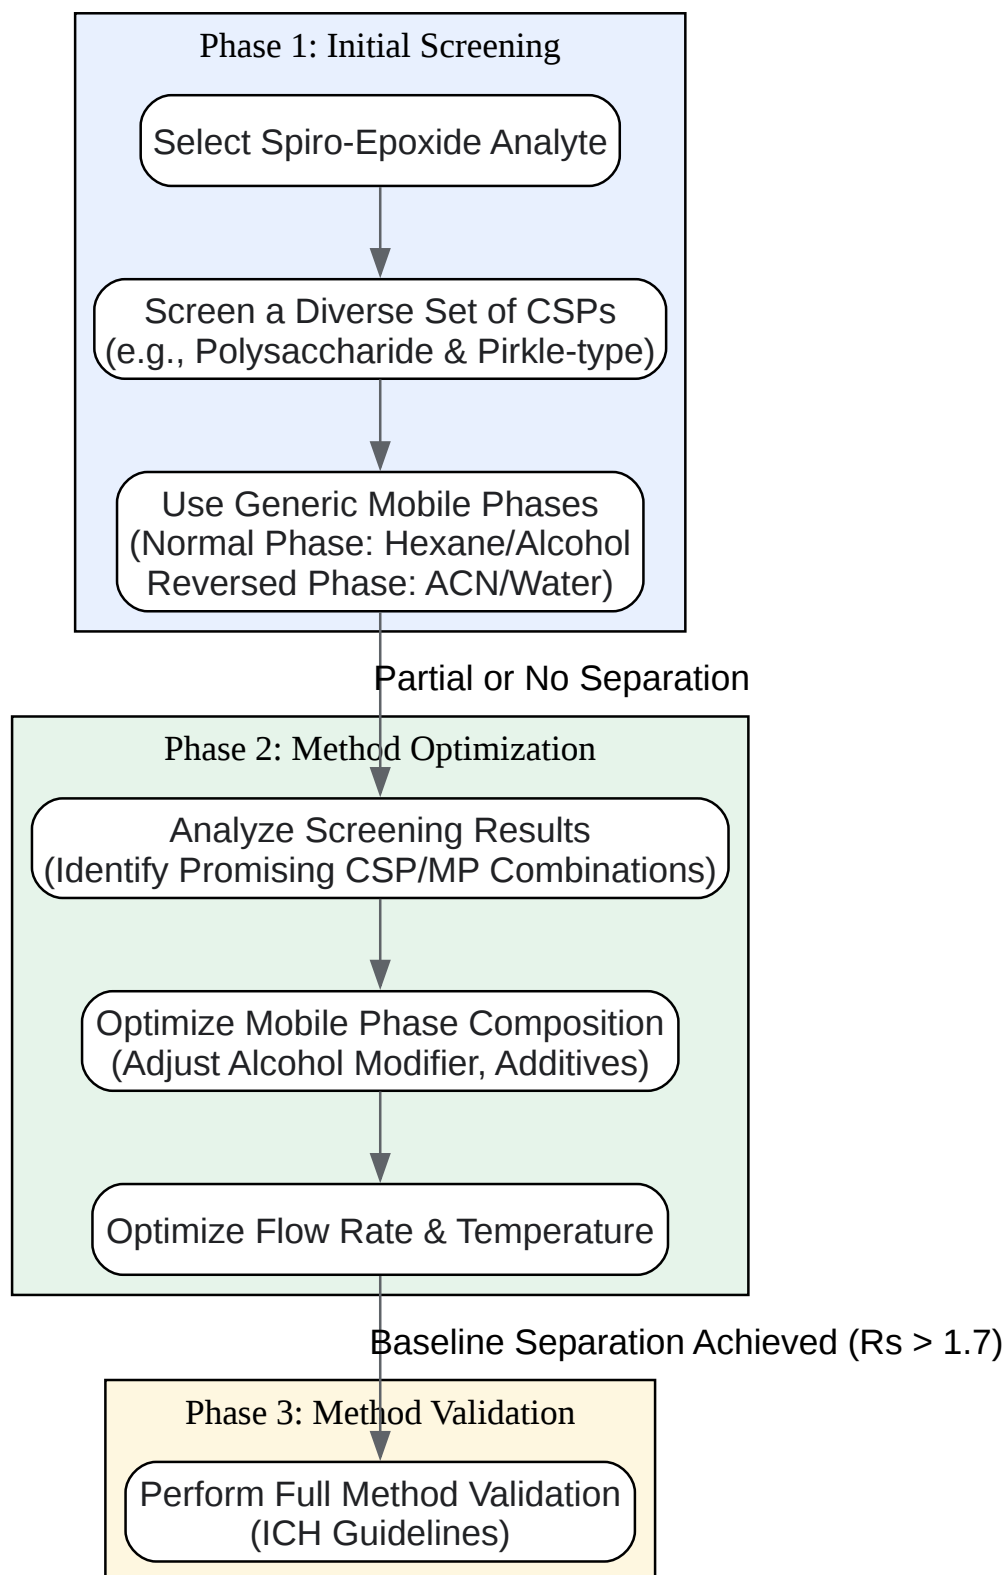 Phase 1: Initial Screening
Select Spiro-Epoxide Analyte
Screen a Diverse Set of CSPs
(e.g., Polysaccharide & Pirkle-type)
Use Generic Mobile Phases
(Normal Phase: Hexane/Alcohol
Reversed Phase: ACN/Water)
Partial or No Separation
Phase 2: Method Optimization
Analyze Screening Results
(Identify Promising CSP/MP Combinations)
Optimize Mobile Phase Composition
(Adjust Alcohol Modifier, Additives)
Optimize Flow Rate & Temperature
Baseline Separation Achieved (Rs > 1.7)
Phase 3: Method Validation
Perform Full Method Validation
(ICH Guidelines)